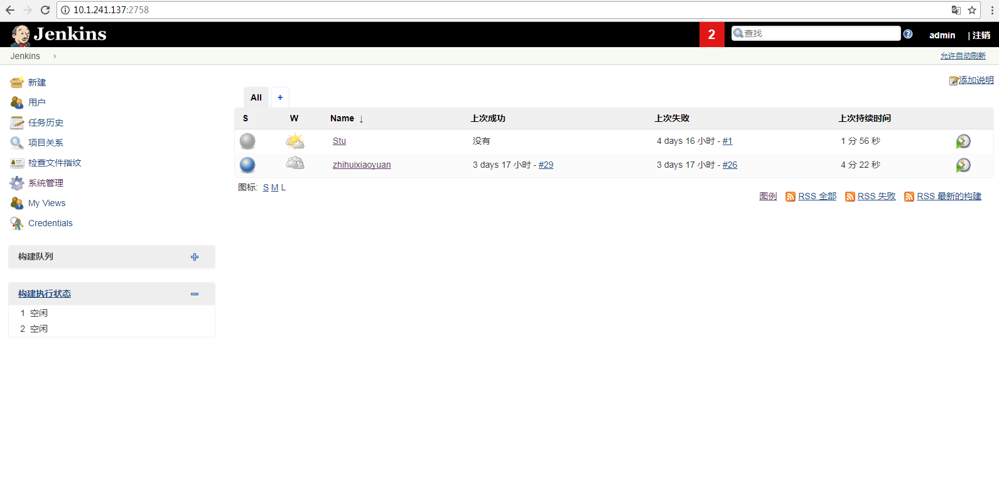 10.1.241.137:2758
Jenkins
2
查找
admin
| 注销
Jenkins
允许自动刷新
新建
用户
任务历史
项目关系
检查文件指纹
系统管理
My Views
Credentials
构建队列
构建执行状态
1 空闲
2 空闲
添加说明
All
+
S W Name ↓ 上次成功 上次失败 上次持续时间
Stu 没有 4 days 16 小时 - #1 1 分 56 秒
zhihuixiaoyuan 3 days 17 小时 - #29 3 days 17 小时 - #26 4 分 22 秒
图标: S M L
图例 RSS 全部 RSS 失败 RSS 最新的构建